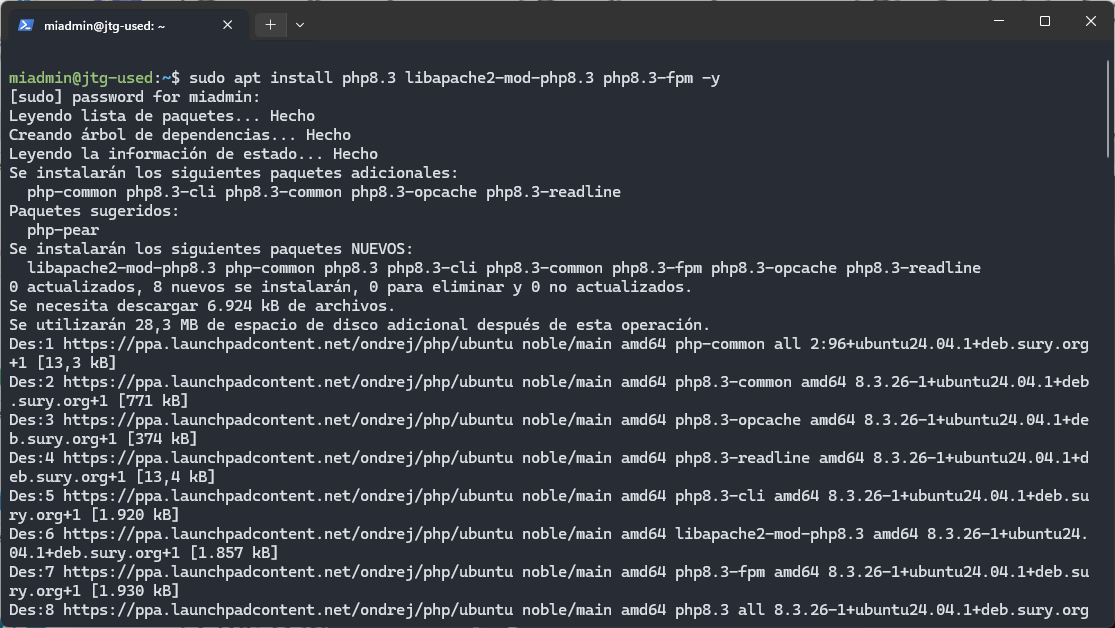 miadmin@jtg-used: ~
miadmin@jtg-used:~$ sudo apt install php8.3 libapache2-mod-php8.3 php8.3-fpm -y
[sudo] password for miadmin:
Leyendo lista de paquetes... Hecho
Creando árbol de dependencias... Hecho
Leyendo la información de estado... Hecho
Se instalarán los siguientes paquetes adicionales:
  php-common php8.3-cli php8.3-common php8.3-opcache php8.3-readline
Paquetes sugeridos:
  php-pear
Se instalarán los siguientes paquetes NUEVOS:
  libapache2-mod-php8.3 php-common php8.3 php8.3-cli php8.3-common php8.3-fpm php8.3-opcache php8.3-readline
0 actualizados, 8 nuevos se instalarán, 0 para eliminar y 0 no actualizados.
Se necesita descargar 6.924 kB de archivos.
Se utilizarán 28,3 MB de espacio de disco adicional después de esta operación.
Des:1 https://ppa.launchpadcontent.net/ondrej/php/ubuntu noble/main amd64 php-common all 2:96+ubuntu24.04.1+deb.sury.org
+1 [13,3 kB]
Des:2 https://ppa.launchpadcontent.net/ondrej/php/ubuntu noble/main amd64 php8.3-common amd64 8.3.26-1+ubuntu24.04.1+deb
.sury.org+1 [771 kB]
Des:3 https://ppa.launchpadcontent.net/ondrej/php/ubuntu noble/main amd64 php8.3-opcache amd64 8.3.26-1+ubuntu24.04.1+de
b.sury.org+1 [374 kB]
Des:4 https://ppa.launchpadcontent.net/ondrej/php/ubuntu noble/main amd64 php8.3-readline amd64 8.3.26-1+ubuntu24.04.1+d
eb.sury.org+1 [13,4 kB]
Des:5 https://ppa.launchpadcontent.net/ondrej/php/ubuntu noble/main amd64 php8.3-cli amd64 8.3.26-1+ubuntu24.04.1+deb.su
ry.org+1 [1.920 kB]
Des:6 https://ppa.launchpadcontent.net/ondrej/php/ubuntu noble/main amd64 libapache2-mod-php8.3 amd64 8.3.26-1+ubuntu24.
04.1+deb.sury.org+1 [1.857 kB]
Des:7 https://ppa.launchpadcontent.net/ondrej/php/ubuntu noble/main amd64 php8.3-fpm amd64 8.3.26-1+ubuntu24.04.1+deb.su
ry.org+1 [1.930 kB]
Des:8 https://ppa.launchpadcontent.net/ondrej/php/ubuntu noble/main amd64 php8.3 all 8.3.26-1+ubuntu24.04.1+deb.sury.org